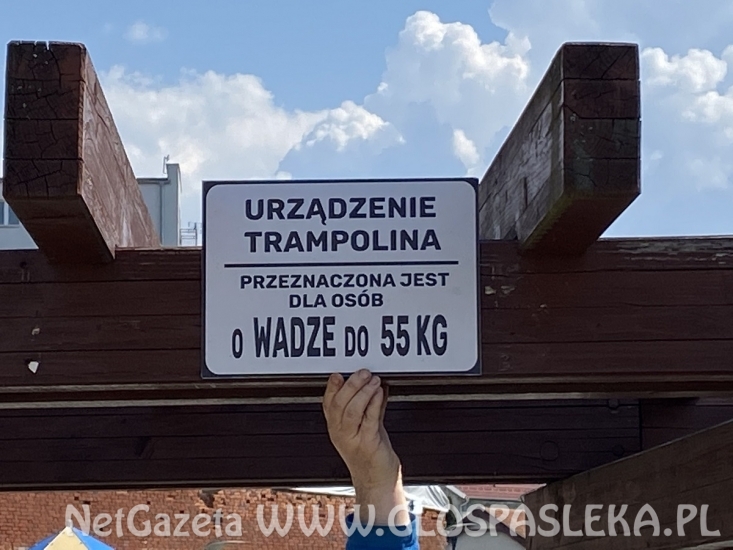 URZĄDZENIE
TRAMPOLINA
PRZEZNACZONA JEST
DLA OSÓB
O WADZE DO 55 KG
NetGazeta WWW.GLOSPASLEKA.PL